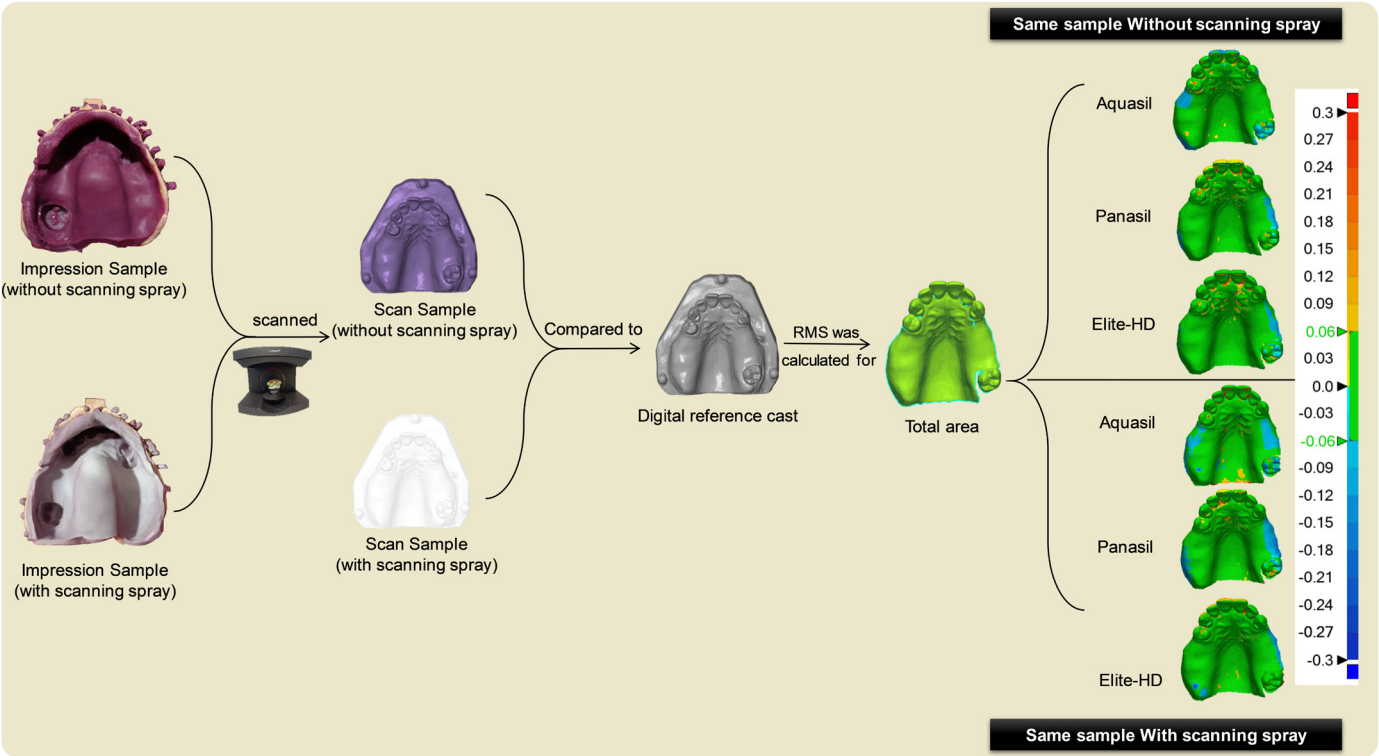 Same sample Without scanning spray
Impression Sample
(without scanning spray)
Impression Sample
(with scanning spray)
scanned
Scan Sample
(without scanning spray)
Scan Sample
(with scanning spray)
Compared to
Digital reference cast
RMS was
calculated for
Total area
Aquasil
Panasil
Elite-HD
Aquasil
Panasil
Elite-HD
0.3
0.27
0.24
0.21
0.18
0.15
0.12
0.09
0.06
0.03
0.0
-0.03
-0.06
-0.09
-0.12
-0.15
-0.18
-0.21
-0.24
-0.27
-0.3
Same sample With scanning spray